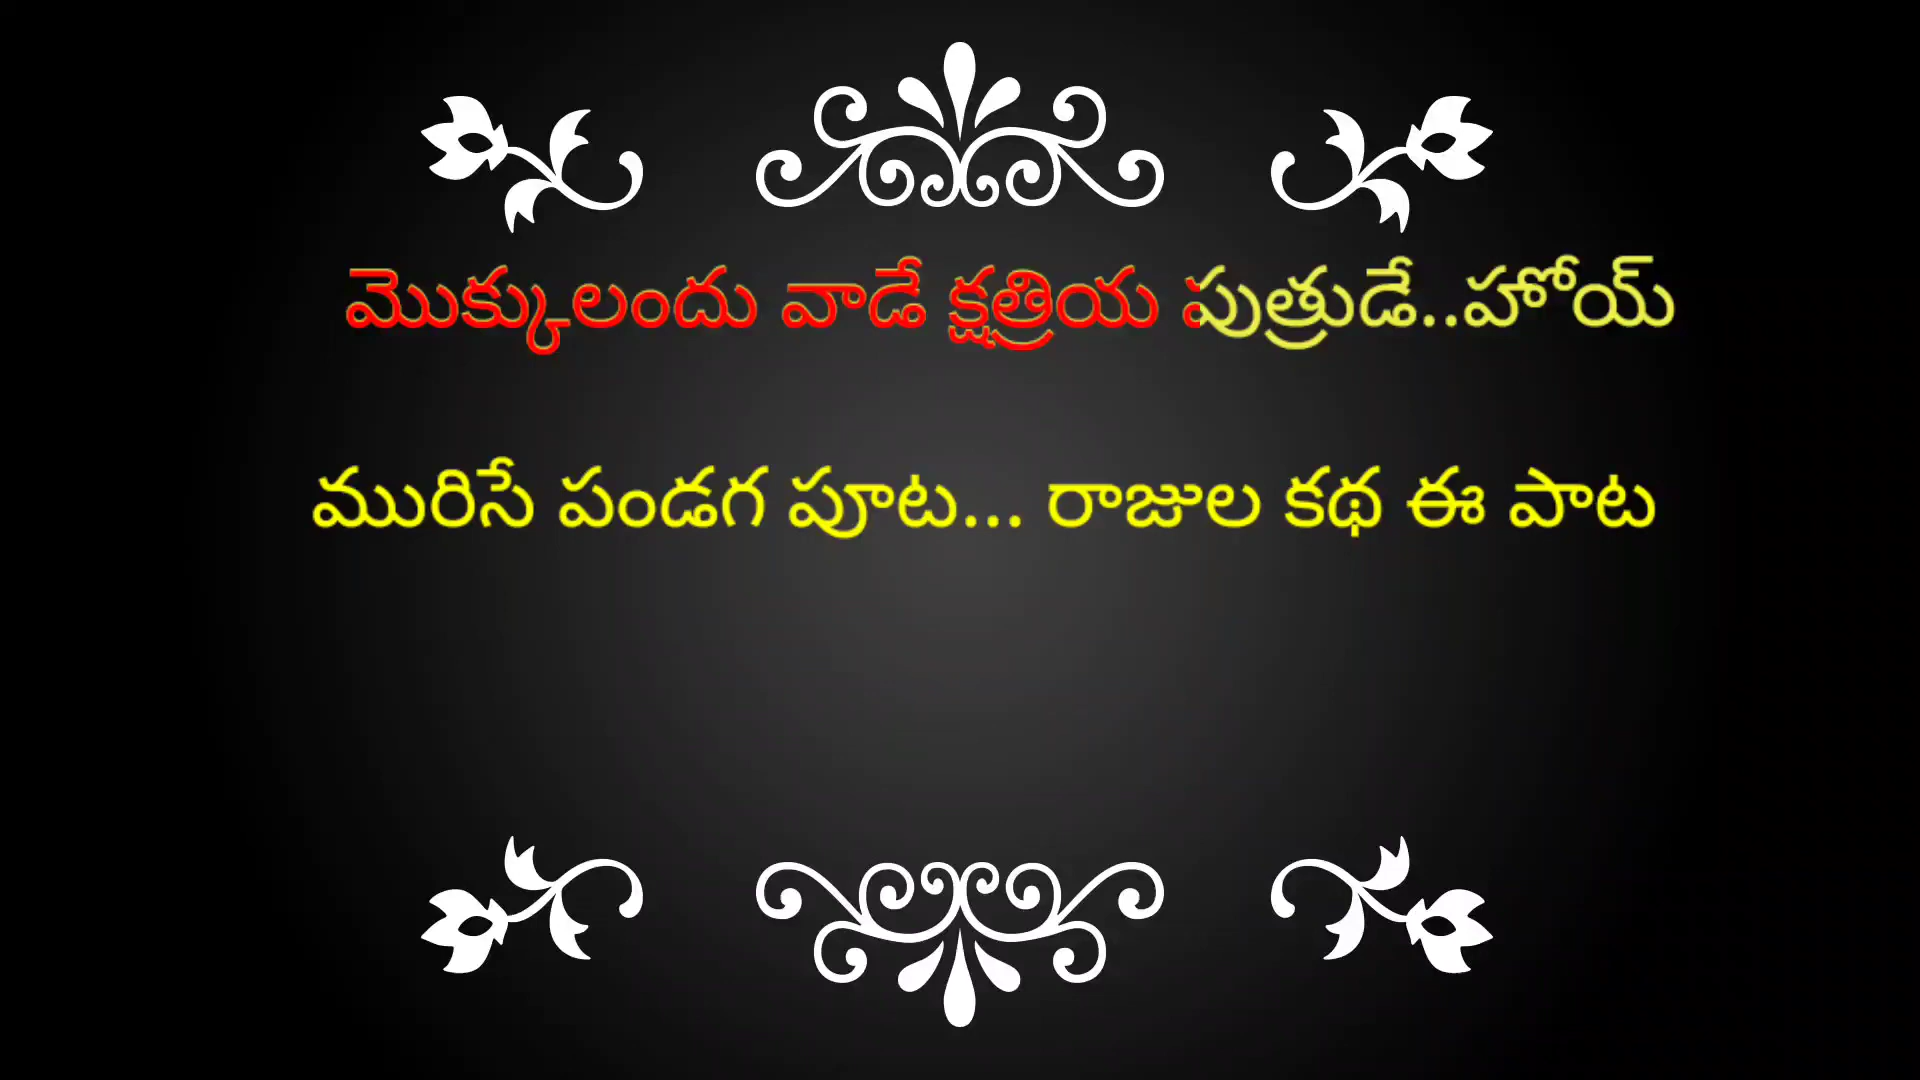 మొక్కులందు వాడే క్షత్రియ పుత్రుడే..హోయ్
మురిసే పండగ పూట... రాజుల కథ ఈ పాట